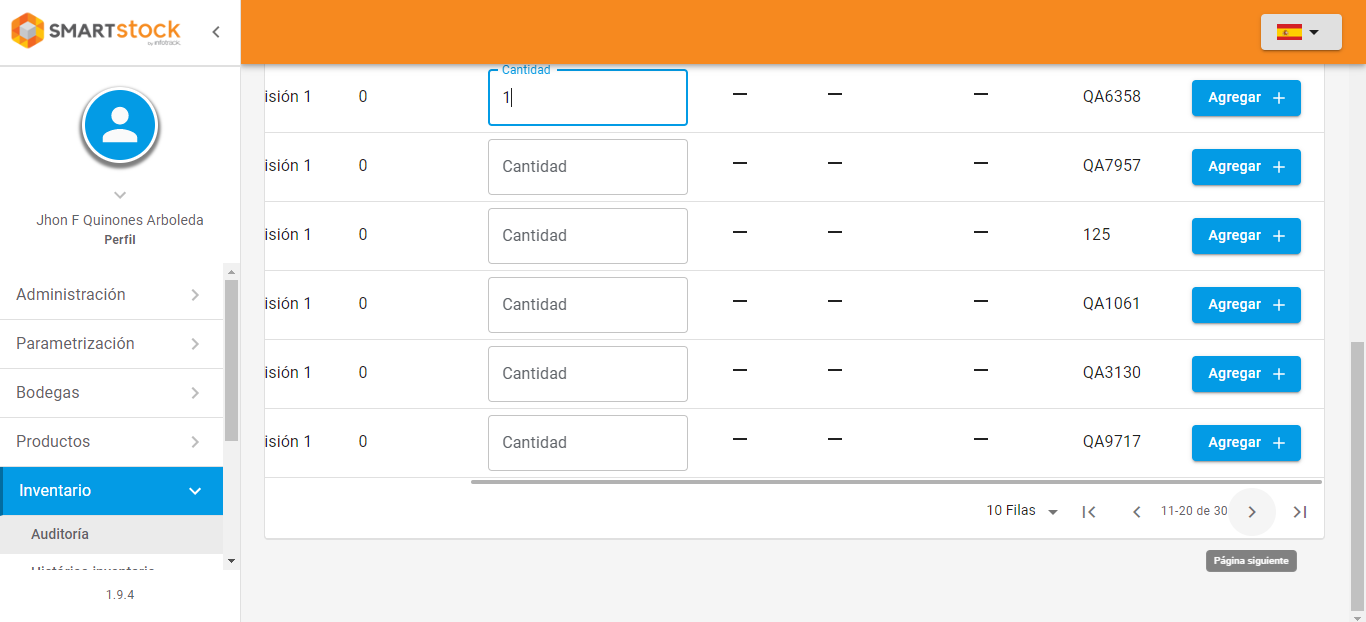 SMARTSTOCK
by infotrack.
Jhon F Quinones Arboleda
Perfíl
Administración
Parametrización
Bodegas
Productos
Inventario
Auditoría
Histórico inventario
1.9.4
Cantidad
isión 1 0 1 — — — QA6358 Agregar +
isión 1 0 Cantidad — — — QA7957 Agregar +
isión 1 0 Cantidad — — — 125 Agregar +
isión 1 0 Cantidad — — — QA1061 Agregar +
isión 1 0 Cantidad — — — QA3130 Agregar +
isión 1 0 Cantidad — — — QA9717 Agregar +
10 Filas 11-20 de 30
Página siguiente